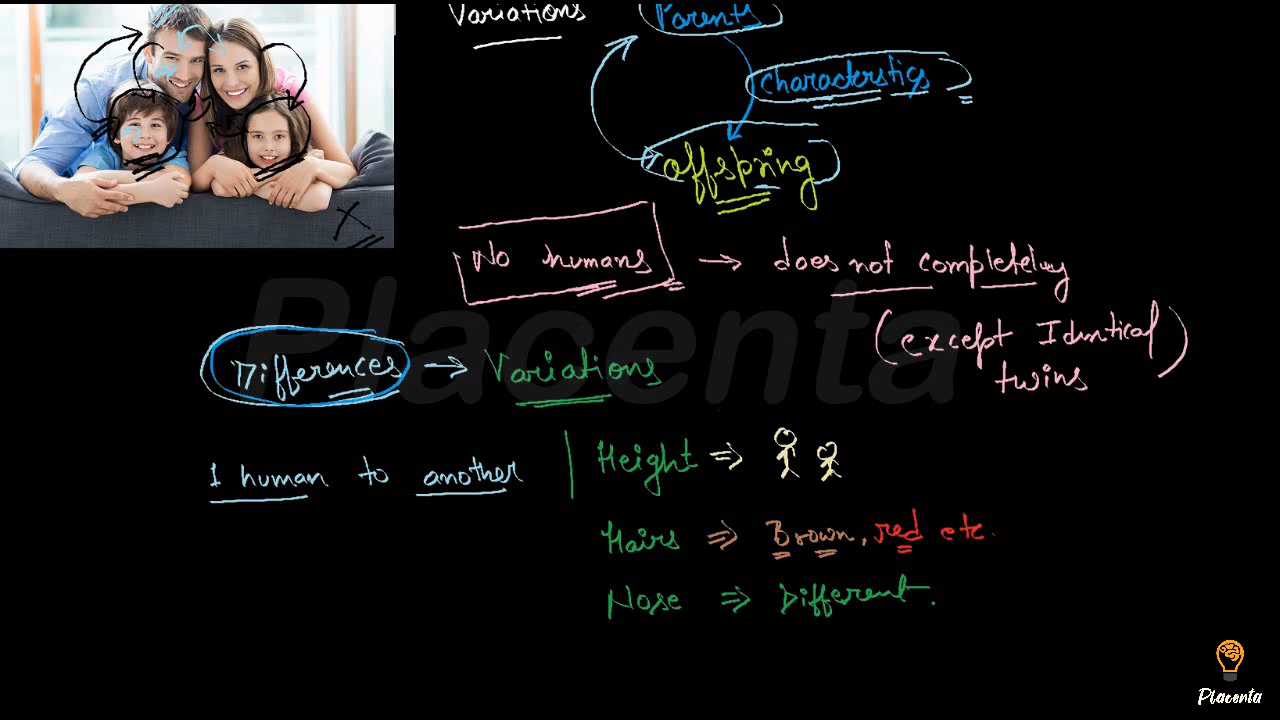 Variations
Parents
characterstics
offspring
No humans → does not completely
(except Identical
twins)
Differences → Variations
1 human to another
Height ⇒
Hairs ⇒ Brown, red etc.
Nose ⇒ Different.
Placenta
Placenta